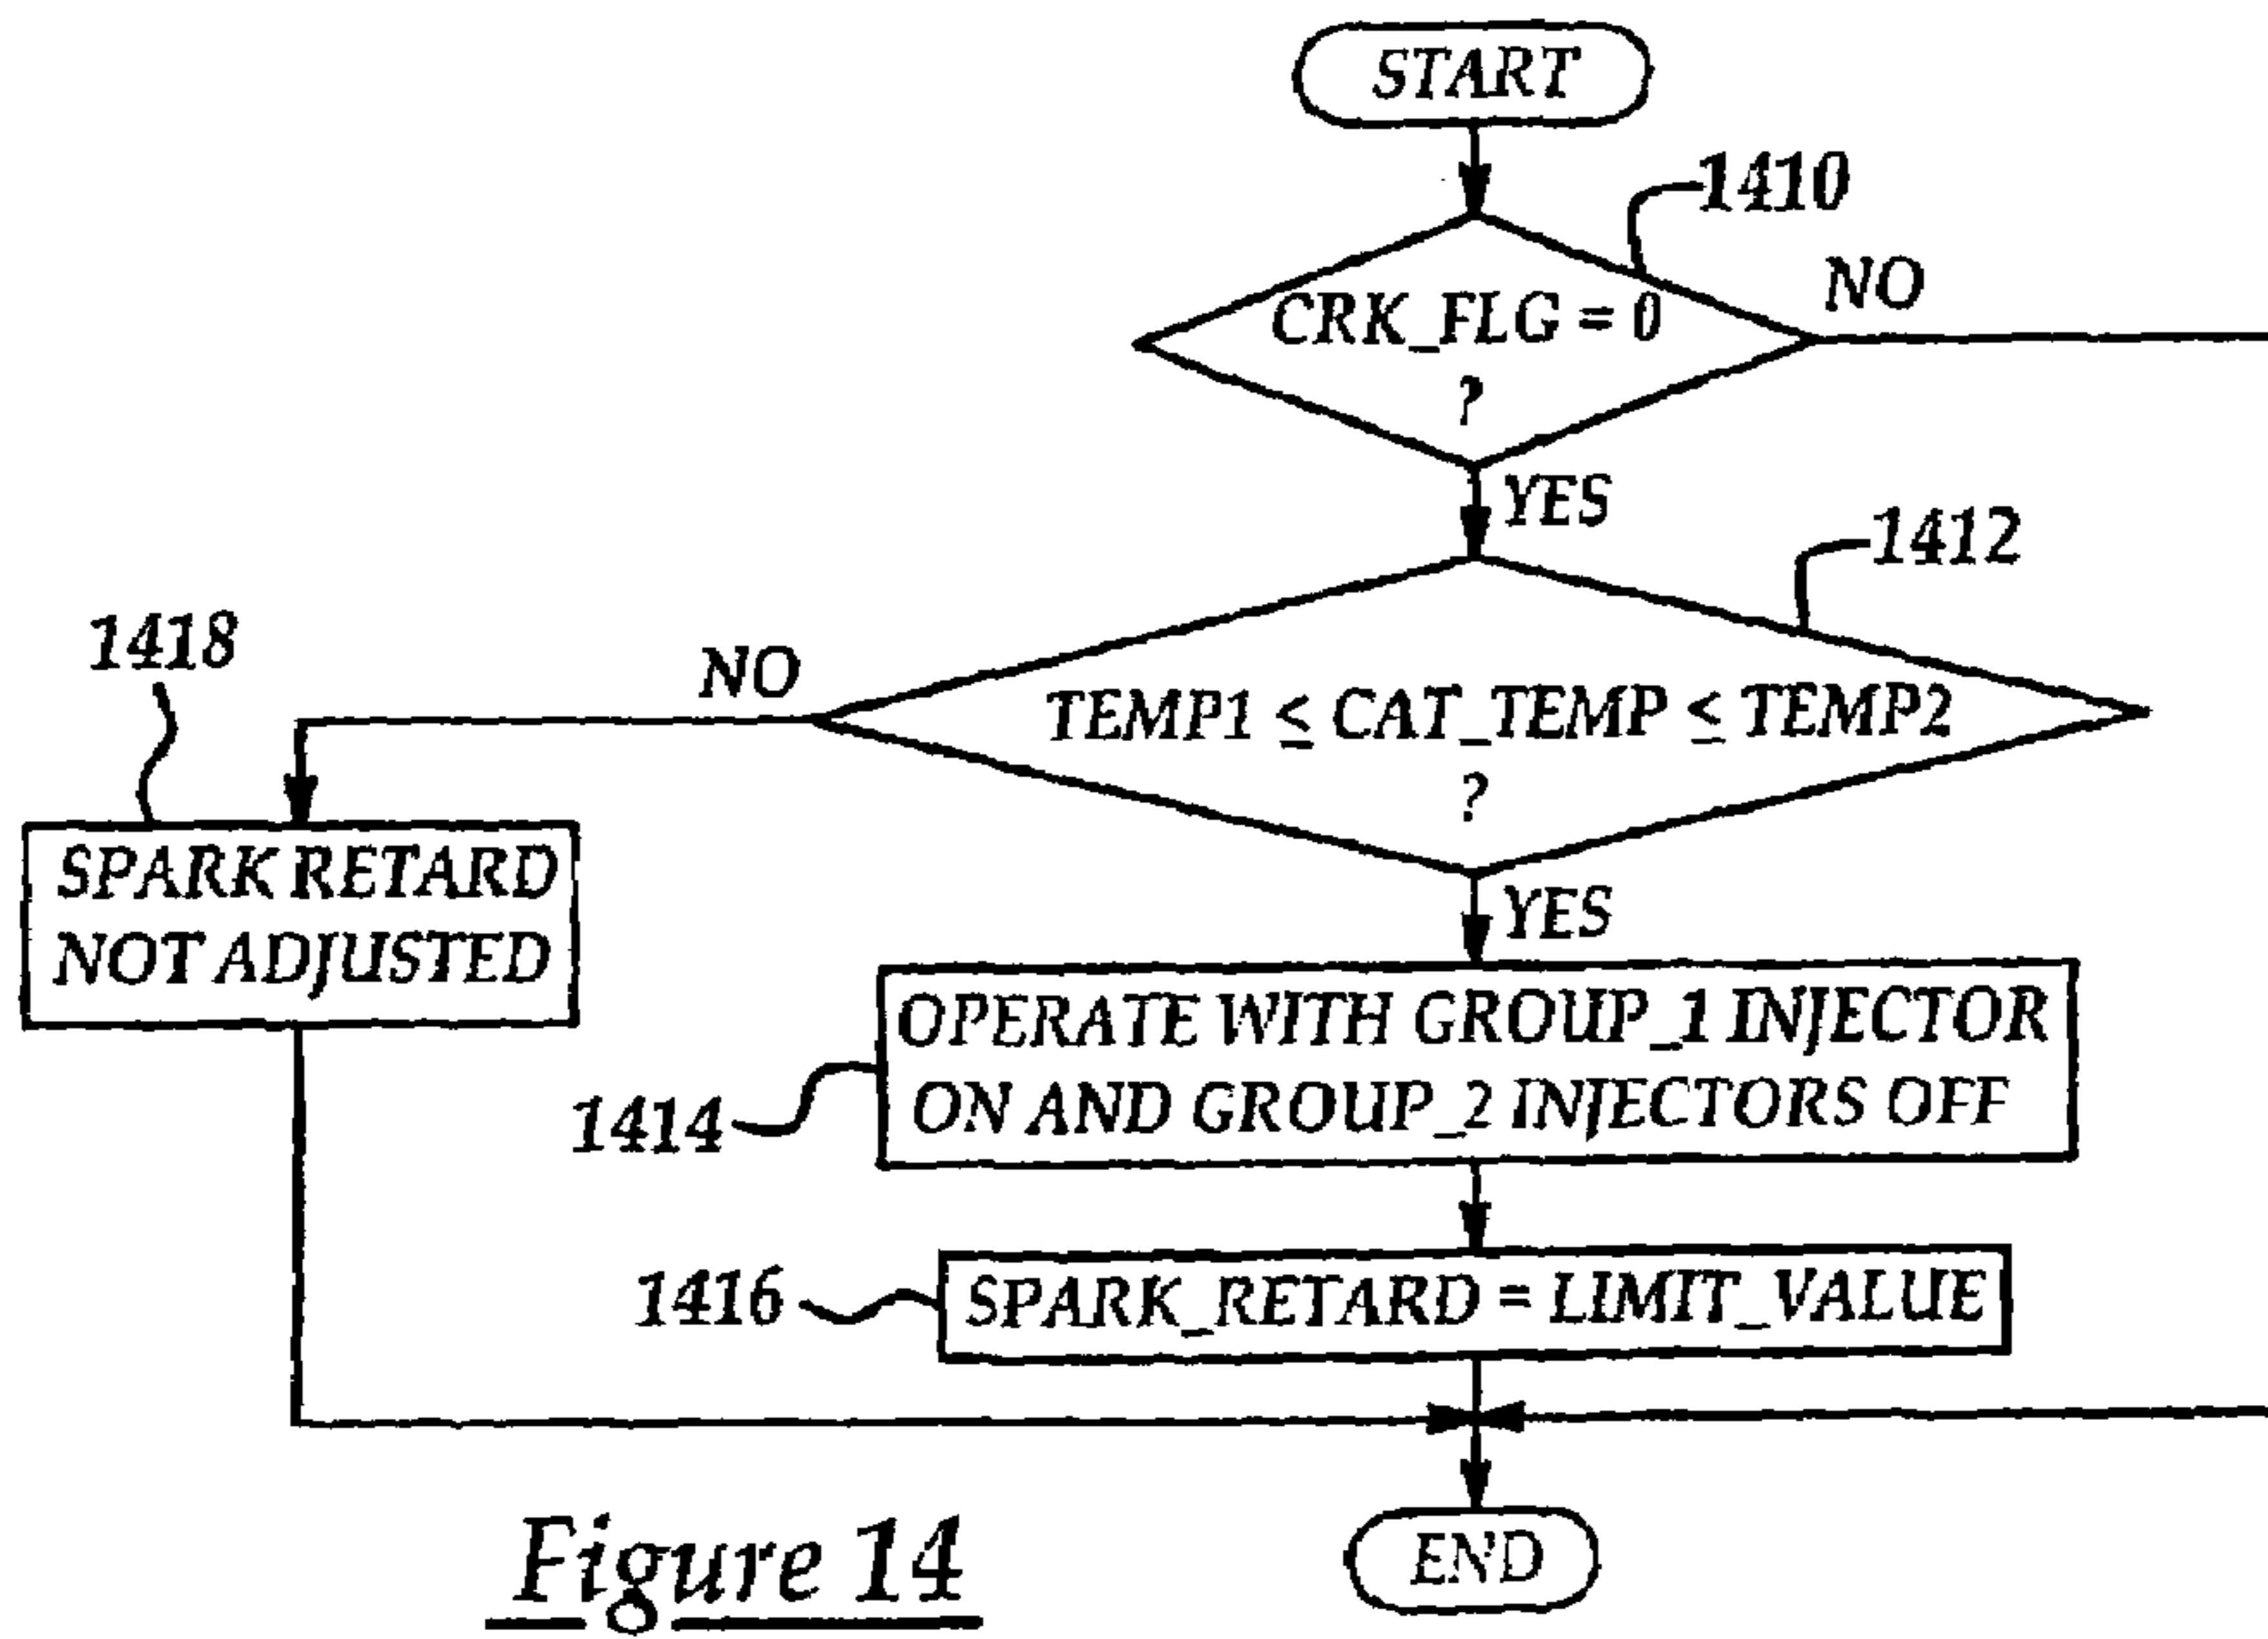 START
1410
CRK_FLG = 0
?
NO
YES
1412
1418
NO
TEMP1 ≤ CAT_TEMP ≤ TEMP2
?
SPARK RETARD
NOT ADJUSTED
YES
OPERATE WITH GROUP_1 INJECTOR
ON AND GROUP_2 INJECTORS OFF
1414
1416
SPARK_RETARD = LIMIT_VALUE
END
Figure 14